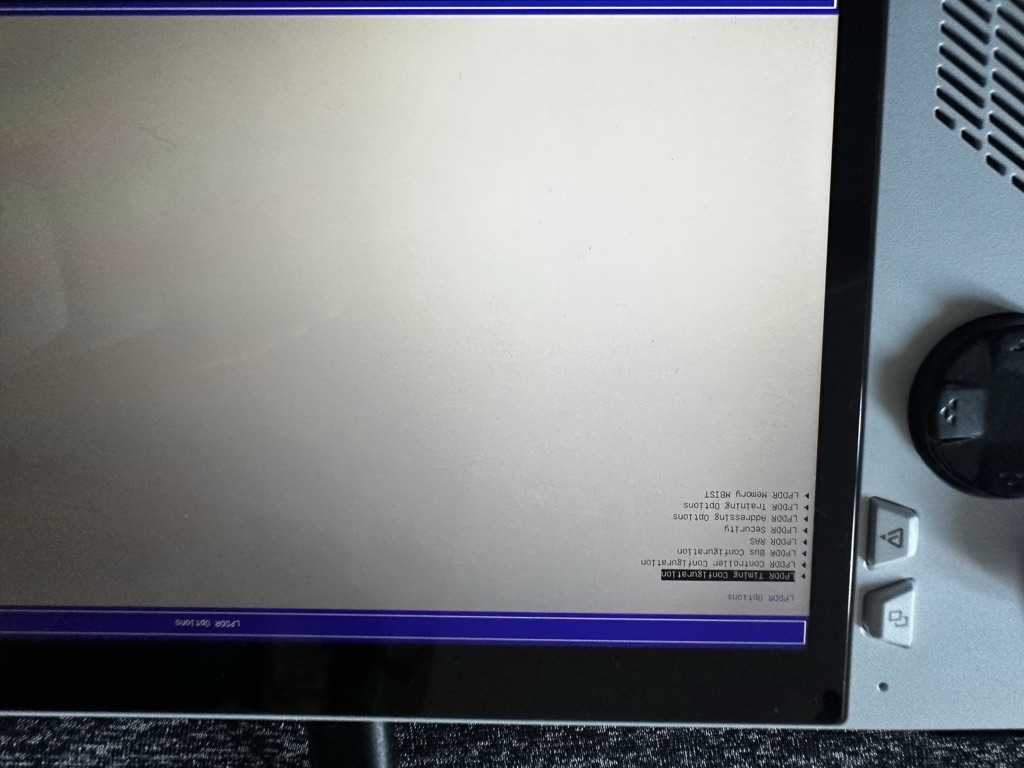 LPDDR Options
LPDDR Options
LPDDR Timing Configuration
LPDDR Controller Configuration
LPDDR Bus Configuration
LPDDR RAS
LPDDR Security
LPDDR Addressing Options
LPDDR Training Options
LPDDR Memory MBIST